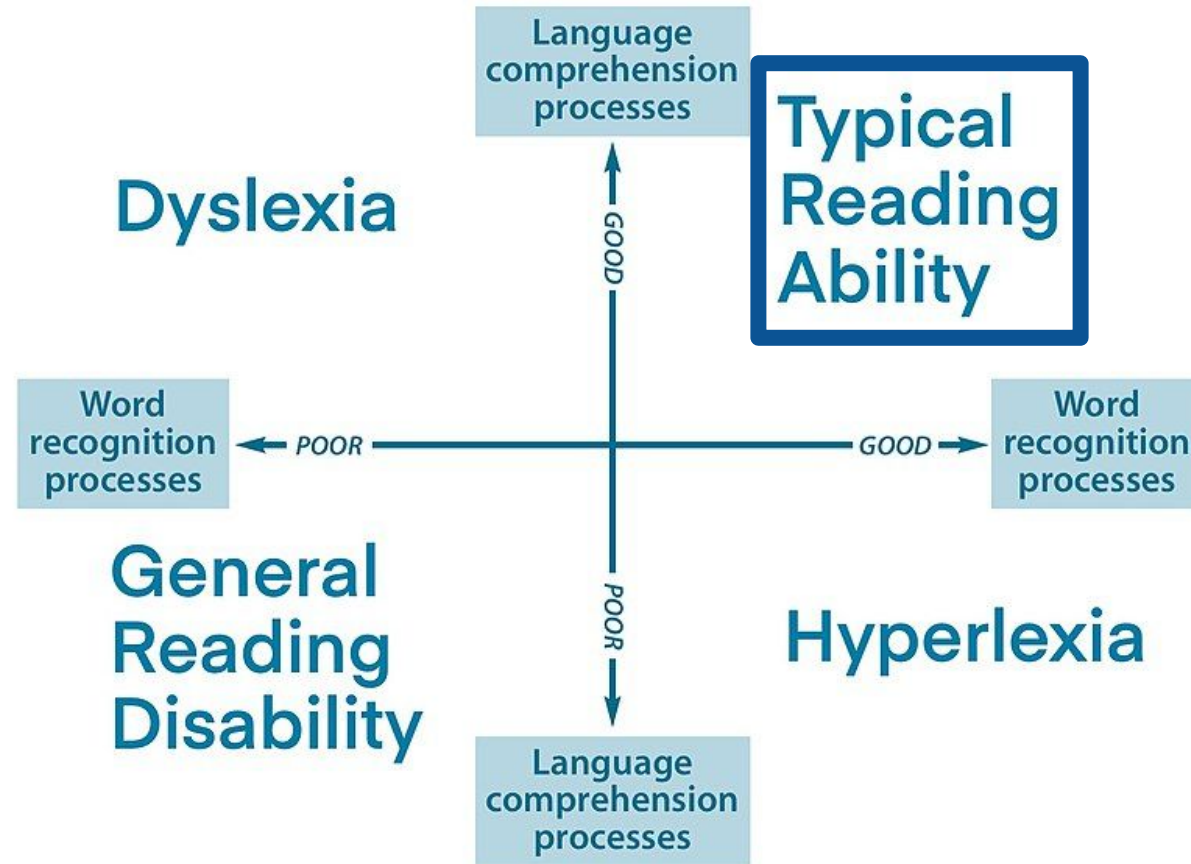 Language
comprehension
processes
Typical
Reading
Ability
Dyslexia
GOOD
Word
recognition
processes
POOR
GOOD
Word
recognition
processes
General
Reading
Disability
POOR
Hyperlexia
Language
comprehension
processes